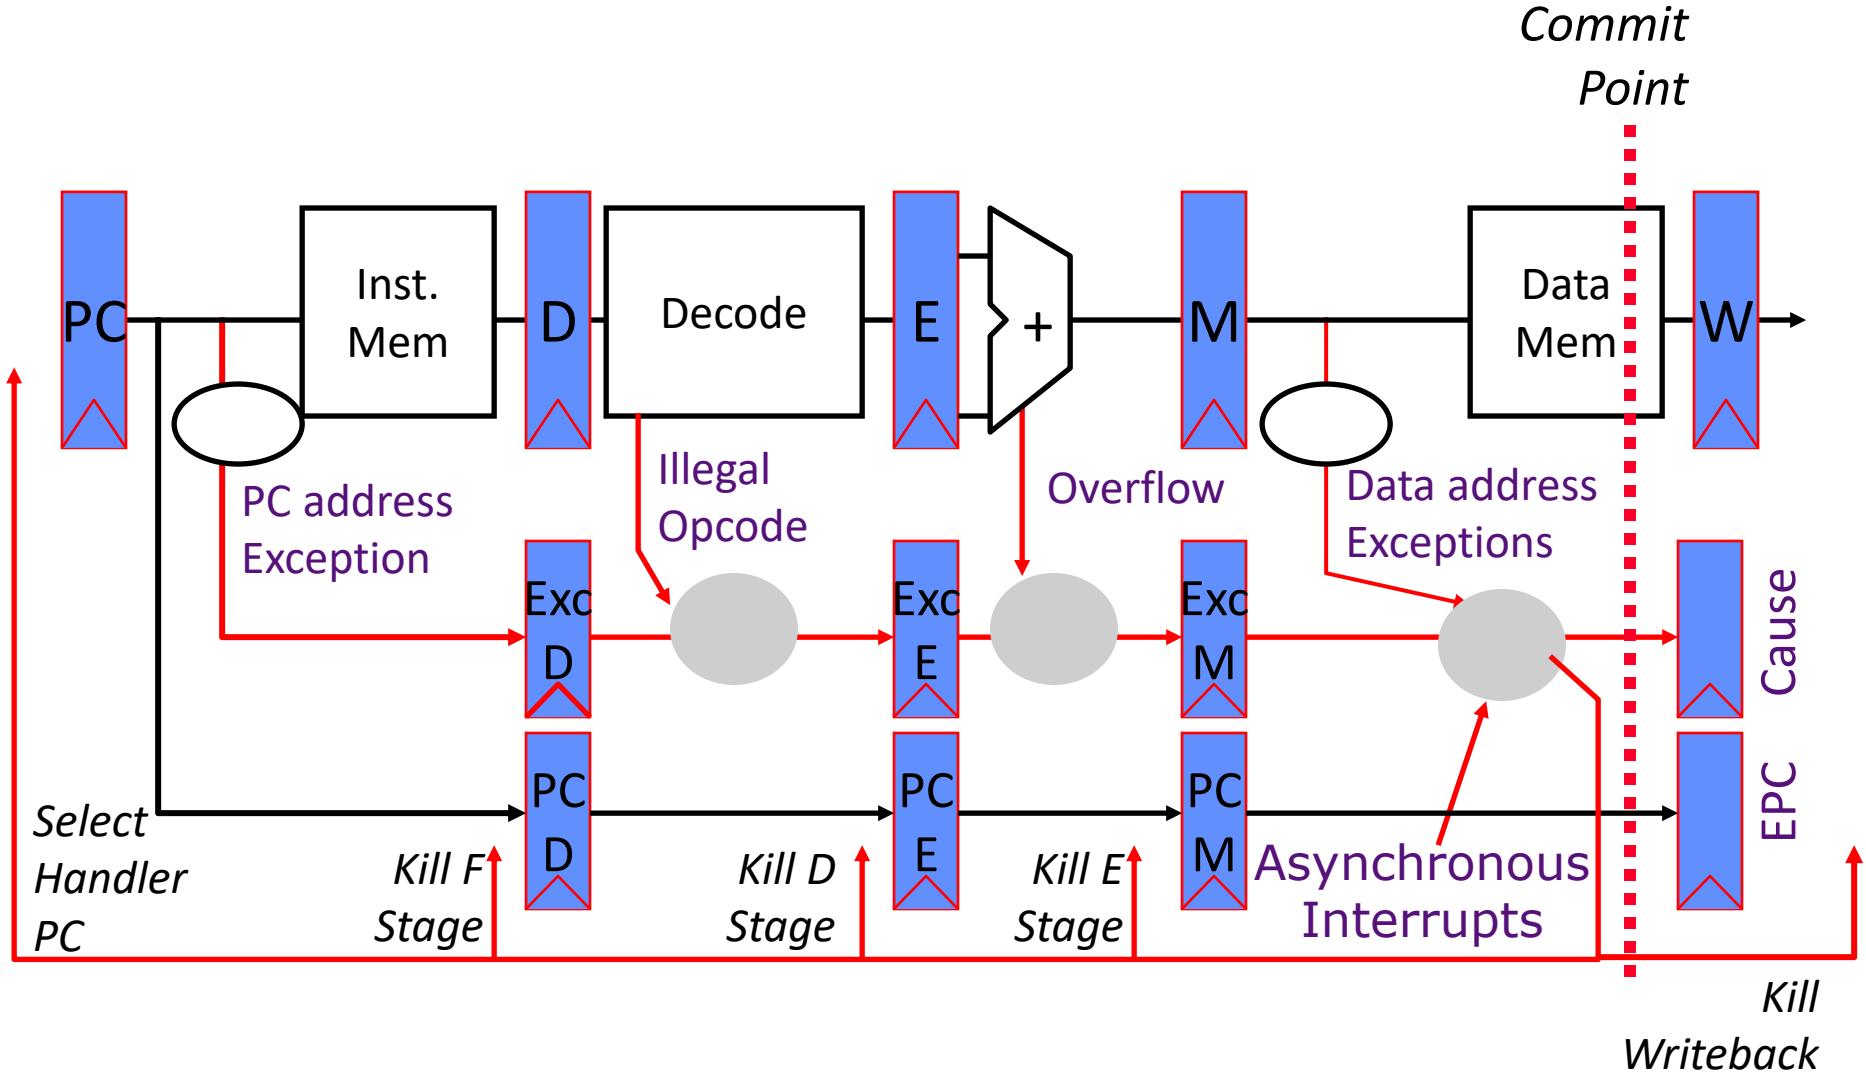 Commit
Point
PC
Inst.
Mem
D
Decode
E
+
M
Data
Mem
W
PC address
Exception
Illegal
Opcode
Overflow
Data address
Exceptions
Exc
D
Exc
E
Exc
M
Cause
PC
D
PC
E
PC
M
EPC
Select
Handler
PC
Kill F
Stage
Kill D
Stage
Kill E
Stage
Asynchronous
Interrupts
Kill
Writeback